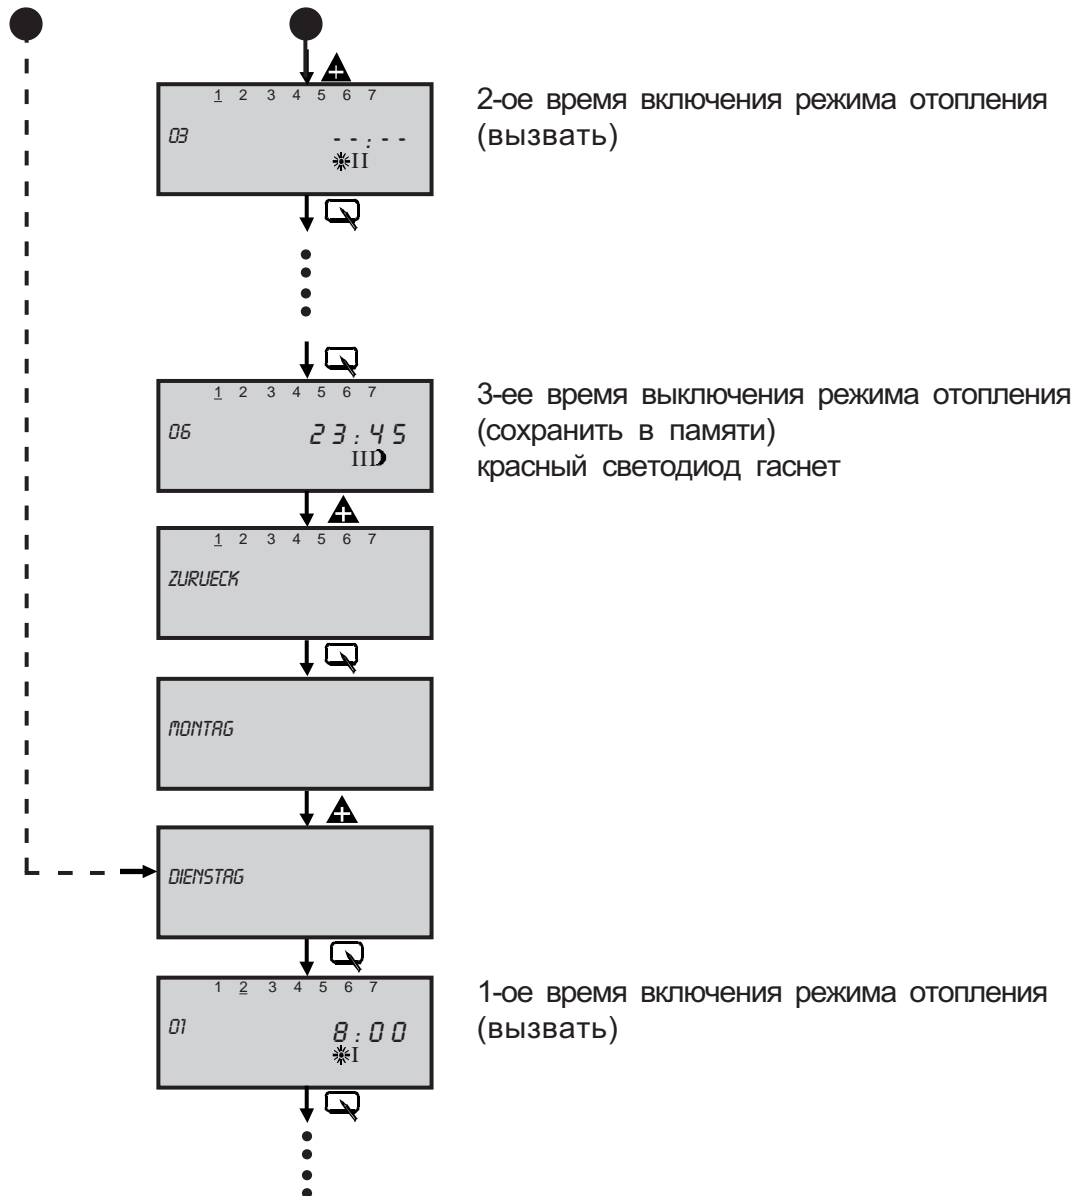 1 2 3 4 5 6 7
03 --:--
II
2-ое время включения режима отопления
(вызвать)
1 2 3 4 5 6 7
06 23:45
III
3-ее время выключения режима отопления
(сохранить в памяти)
красный светодиод гаснет
1 2 3 4 5 6 7
ZURUECK
MONTAG
DIENSTAG
1 2 3 4 5 6 7
01 8:00
I
1-ое время включения режима отопления
(вызвать)